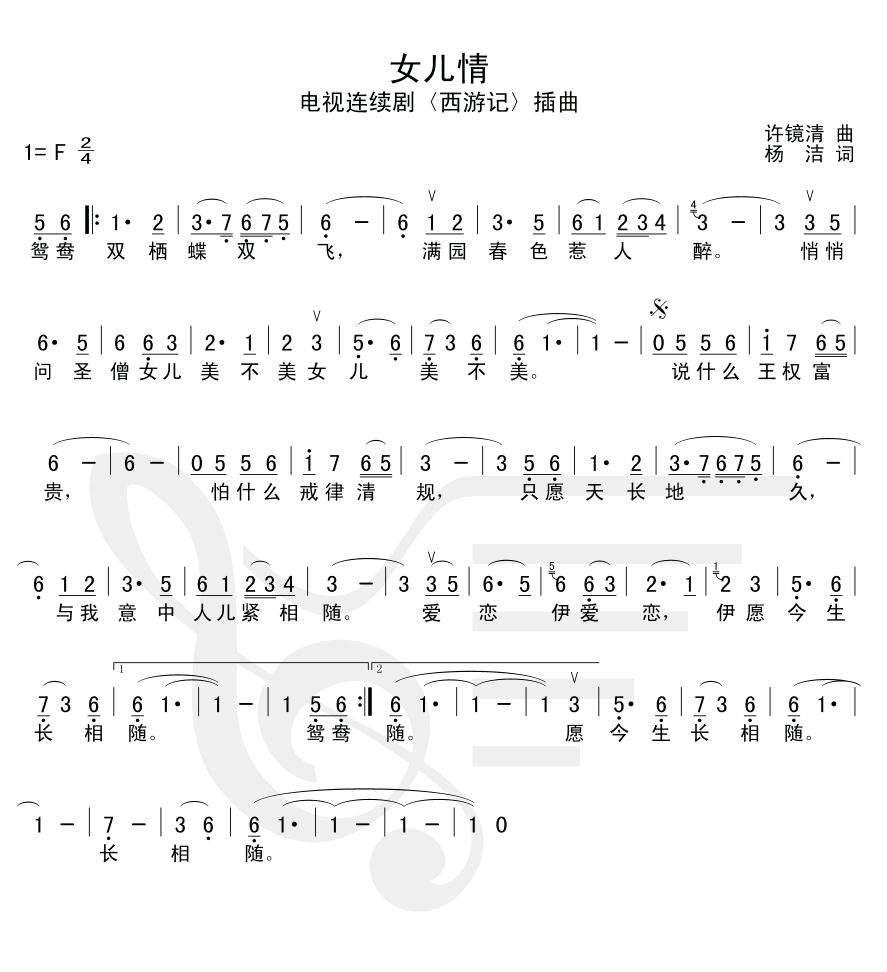 女儿情
电视连续剧〈西游记〉插曲
1= F 2/4
许镜清 曲
杨 洁 词
5 6 ‖: 1· 2 | 3· 7 6 7 5 | 6 － | 6 1 2 | 3· 5 | 6 1 2 3 4 | 4 3 － | 3 3 5 |
鸳鸯 双 栖 蝶 双 飞， 满园 春 色 惹 人 醉。 悄悄
6· 5 | 6 6 3 | 2· 1 | 2 3 | 5· 6 | 7 3 6 | 6 1· | 1 － | 0 5 5 6 | i 7 6 5 |
问 圣 僧 女儿 美 不 美 女 儿 美 不 美。 说什么 王权 富
6 － | 6 － | 0 5 5 6 | i 7 6 5 | 3 － | 3 5 6 | 1· 2 | 3· 7 6 7 5 | 6 － |
贵， 怕什么 戒律清 规， 只愿 天 长 地 久，
6 1 2 | 3· 5 | 6 1 2 3 4 | 3 － | 3 3 5 | 6· 5 | 5 6 6 3 | 2· 1 | 1 2 3 | 5· 6 |
与我 意 中 人儿紧 相 随。 爱 恋 伊 爱 恋， 伊愿今生
1 2
7 3 6 | 6 1· | 1 － | 1 5 6 :‖ 6 1· | 1 － | 1 3 | 5· 6 | 7 3 6 | 6 1· |
长 相 随。 鸳鸯 随。 愿 今 生 长 相 随。
1 － | 7 － | 3 6 | 6 1· | 1 － | 1 － | 1 0
长 相 随。